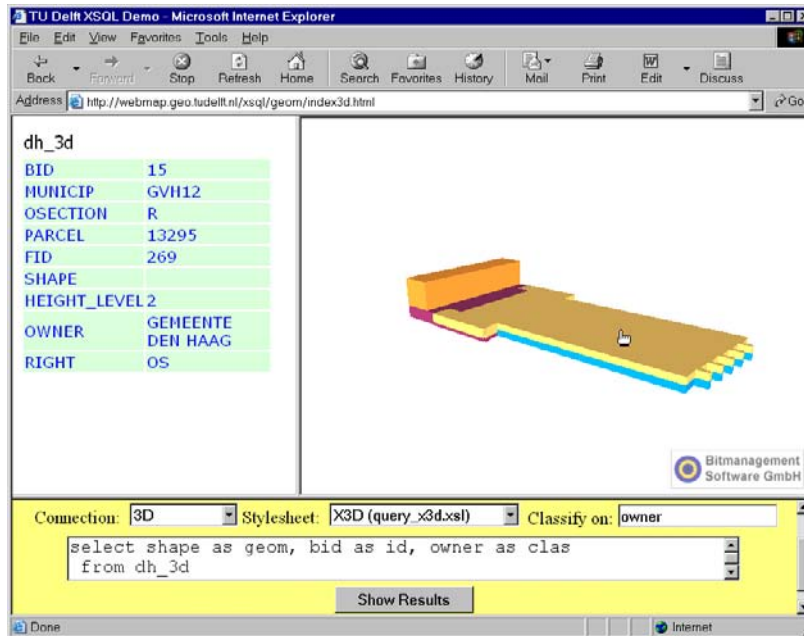 TU Delft XSQL Demo - Microsoft Internet Explorer
File Edit View Favorites Tools Help
Back Forward Stop Refresh Home Search Favorites History Mail Print Edit Discuss
Address http://webmap.geo.tudelft.nl/xsql/geom/index3d.html Go
dh_3d
BID 15
MUNICIP GVH12
OSECTION R
PARCEL 13295
FID 269
SHAPE
HEIGHT_LEVEL 2
OWNER GEMEENTE
DEN HAAG
RIGHT OS
Bitmanagement
Software GmbH
Connection: 3D Stylesheet: X3D (query_x3d.xsl) Classify on: owner
select shape as geom, bid as id, owner as clas
from dh_3d
Show Results
Done Internet